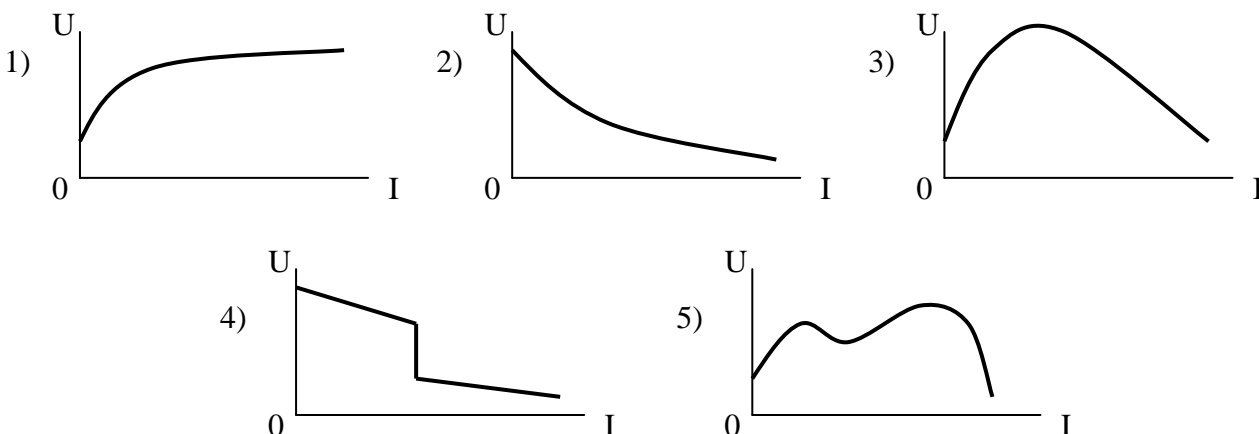 U U U
1) 2) 3)
0 I 0 I 0 I
U U
4) 5)
0 I 0 I